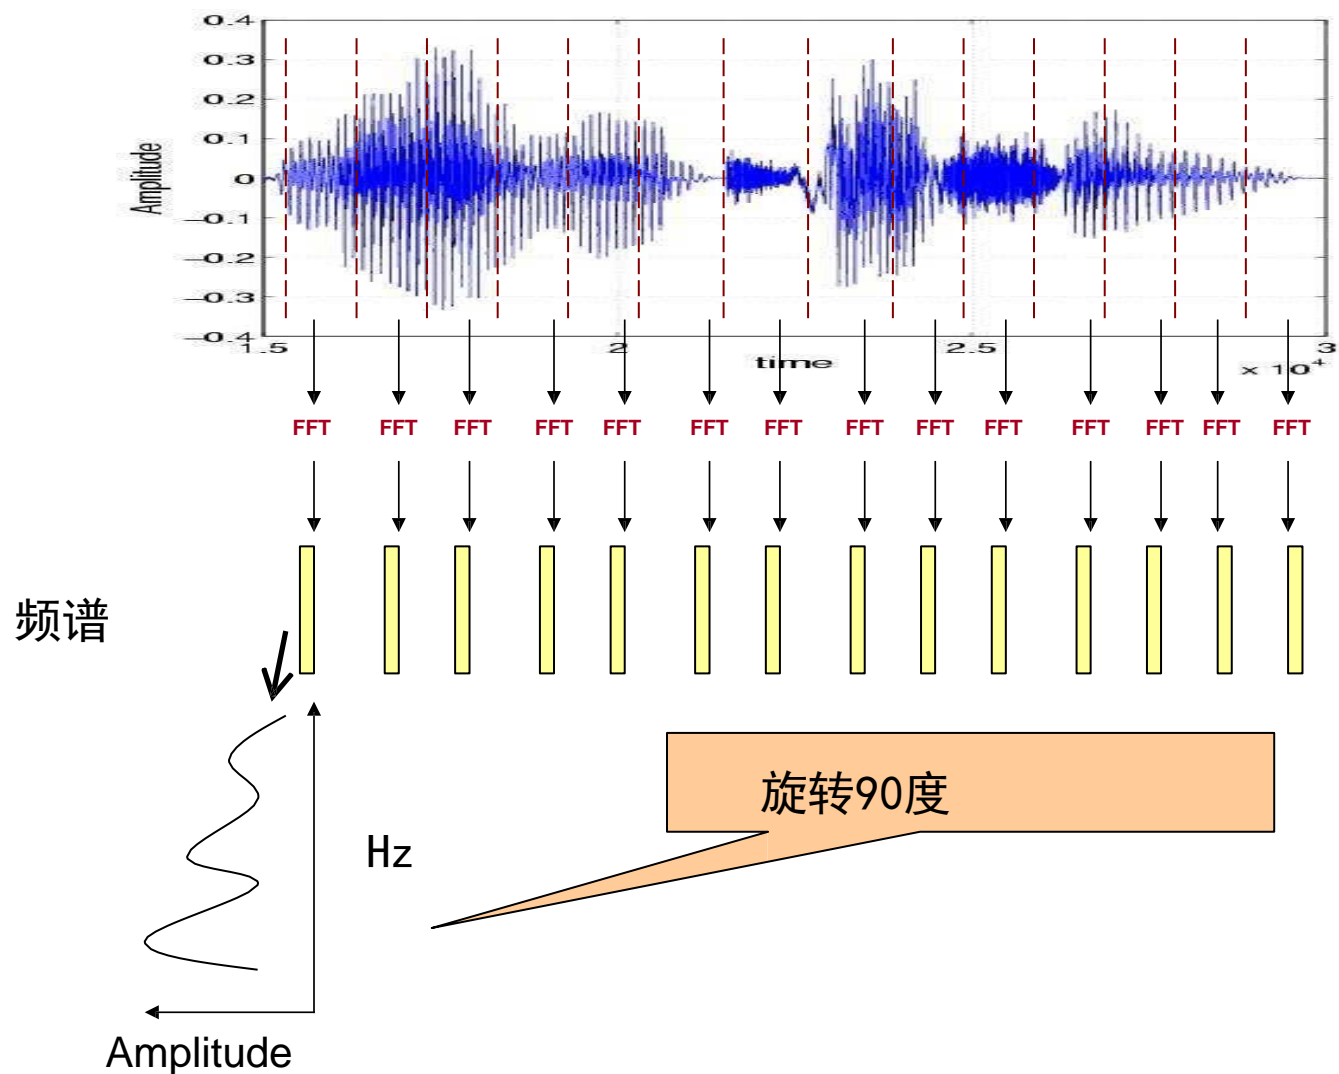 0.4
0.3
0.2
0.1
0
-0.1
-0.2
-0.3
-0.4
Amplitude
1.5 2 2.5 3
time
x 10⁴
FFT FFT FFT FFT FFT FFT FFT FFT FFT FFT FFT FFT FFT FFT
频谱
旋转90度
Hz
Amplitude